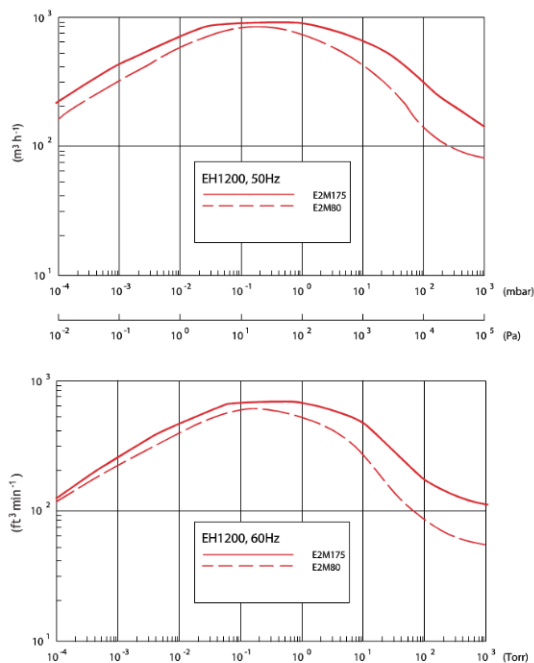 10³
(m³ h⁻¹)
10²
EH1200, 50Hz
E2M175
E2M80
10¹
10⁻⁴ 10⁻³ 10⁻² 10⁻¹ 10⁰ 10¹ 10² 10³ (mbar)
10⁻² 10⁻¹ 10⁰ 10¹ 10² 10³ 10⁴ 10⁵ (Pa)
10³
(ft³ min⁻¹)
10²
EH1200, 60Hz
E2M175
E2M80
10¹
10⁻⁴ 10⁻³ 10⁻² 10⁻¹ 10⁰ 10¹ 10² 10³ (Torr)